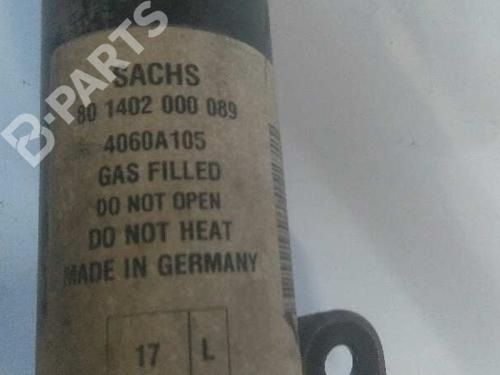 B-PARTS
SACHS
80 1402 000 089
4060A105
GAS FILLED
DO NOT OPEN
DO NOT HEAT
MADE IN GERMANY
17 L